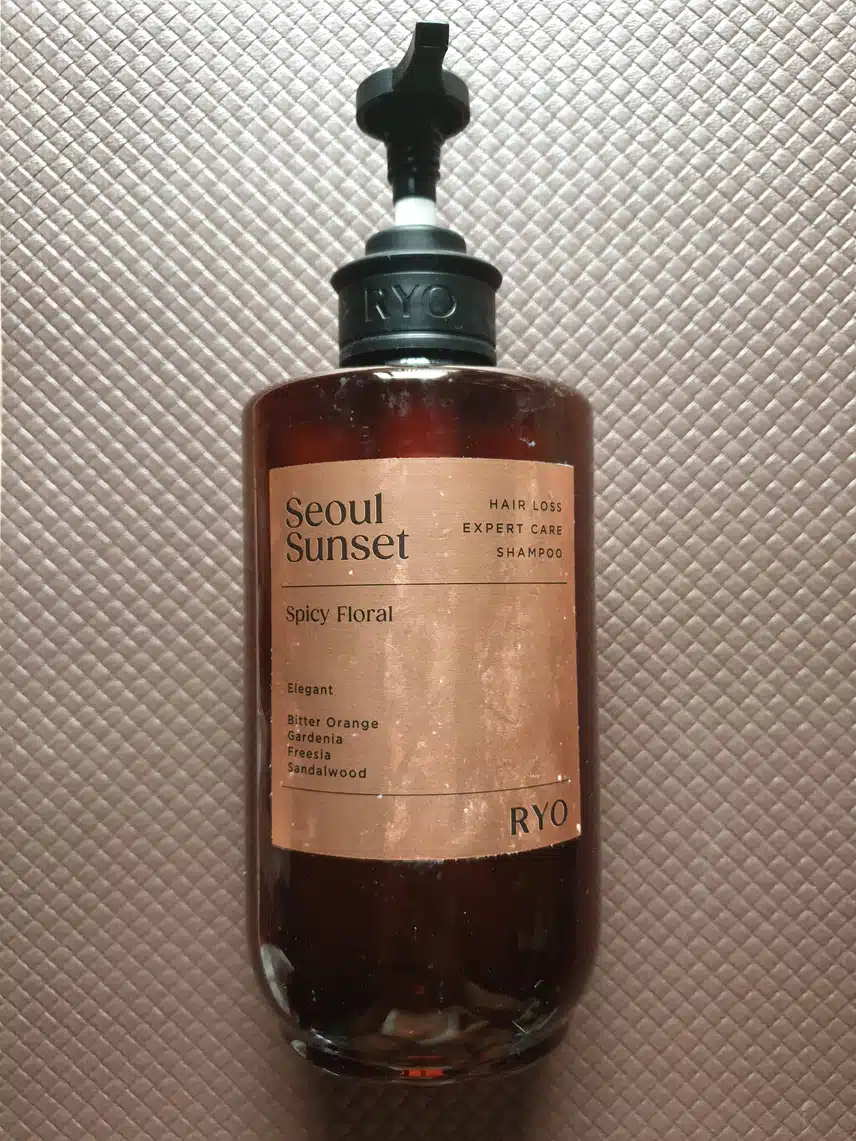 RYO
Seoul
Sunset
HAIR LOSS
EXPERT CARE
SHAMPOO
Spicy Floral
Elegant
Bitter Orange
Gardenia
Freesia
Sandalwood
RYO